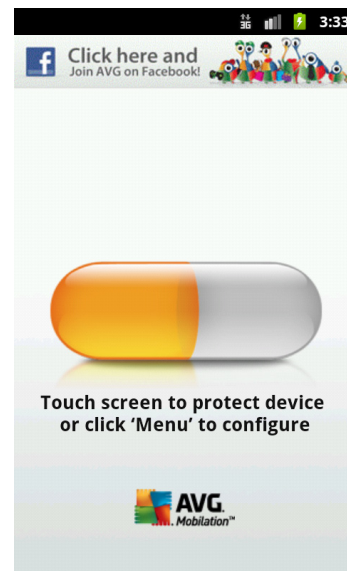 3G
3:33
f
Click here and
Join AVG on Facebook!
Touch screen to protect device
or click ‘Menu’ to configure
AVG.
Mobilation™